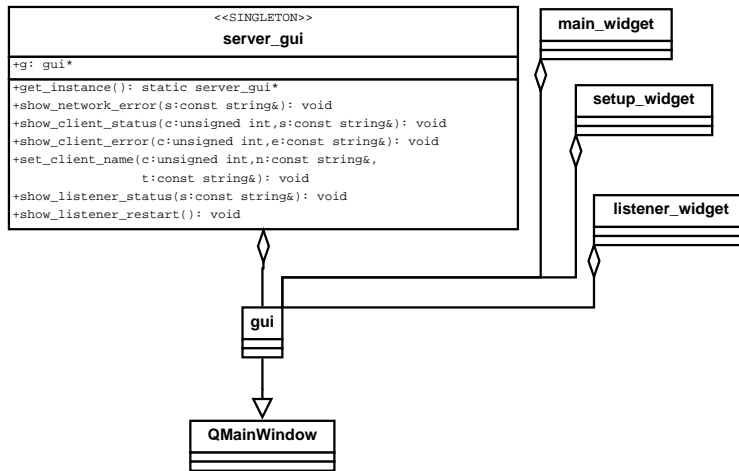 <<SINGLETON>>
server_gui
+g: gui*
+get_instance(): static server_gui*
+show_network_error(s:const string&): void
+show_client_status(c:unsigned int,s:const string&): void
+show_client_error(c:unsigned int,e:const string&): void
+set_client_name(c:unsigned int,n:const string&,
t:const string&): void
+show_listener_status(s:const string&): void
+show_listener_restart(): void
main_widget
setup_widget
listener_widget
gui
QMainWindow